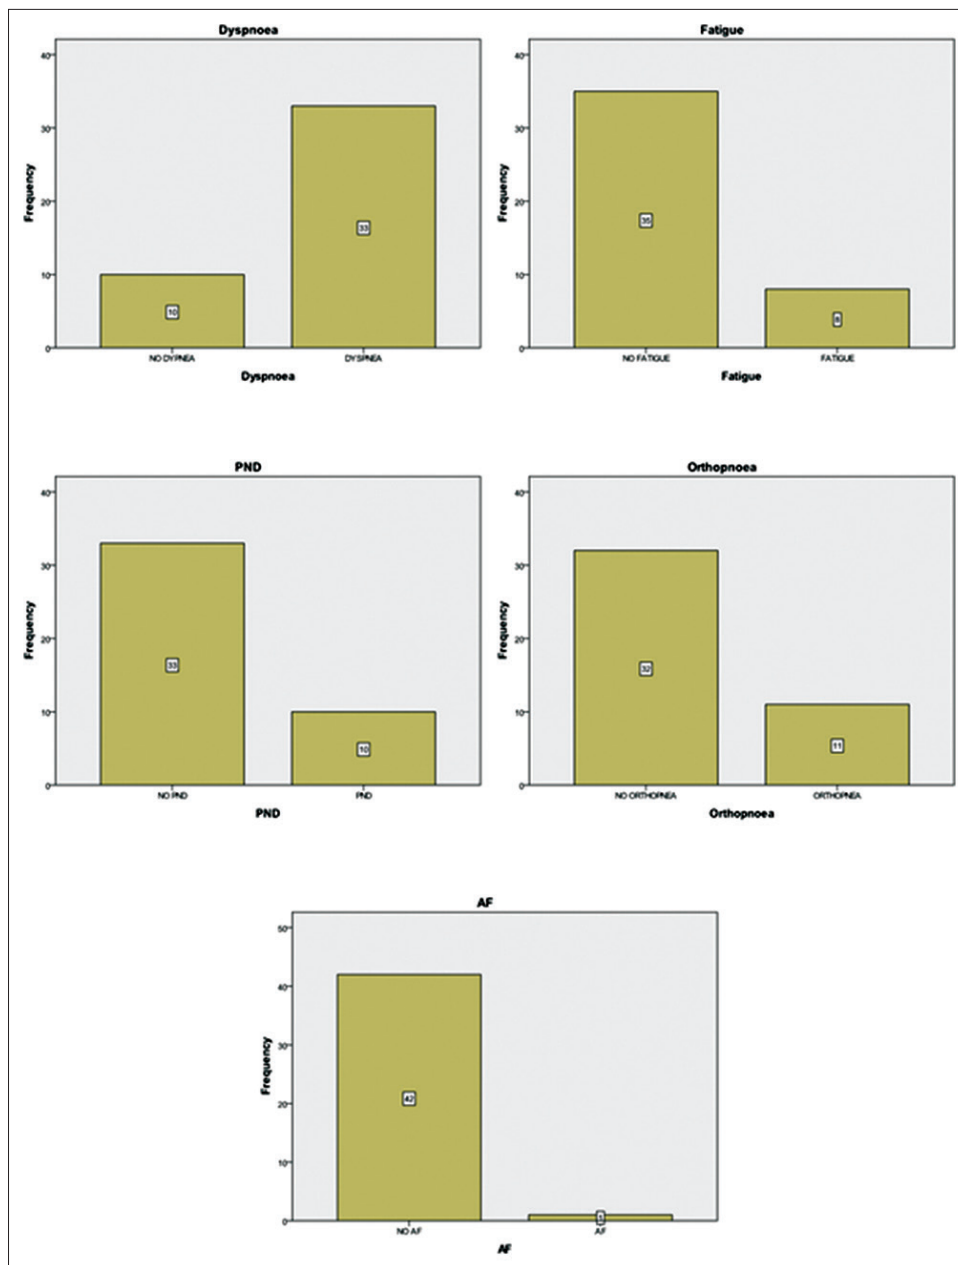 Dyspnoea
Frequency
40
30
20
10
0
10
33
NO DYPNEA
DYSPNEA
Dyspnoea
Fatigue
Frequency
40
30
20
10
0
35
8
NO FATIGUE
FATIGUE
Fatigue
PND
Frequency
40
30
20
10
0
33
10
NO PND
PND
PND
Orthopnoea
Frequency
40
30
20
10
0
32
11
NO ORTHOPNEA
ORTHOPNEA
Orthopnoea
AF
Frequency
50
40
30
20
10
0
42
1
NO AF
AF
AF